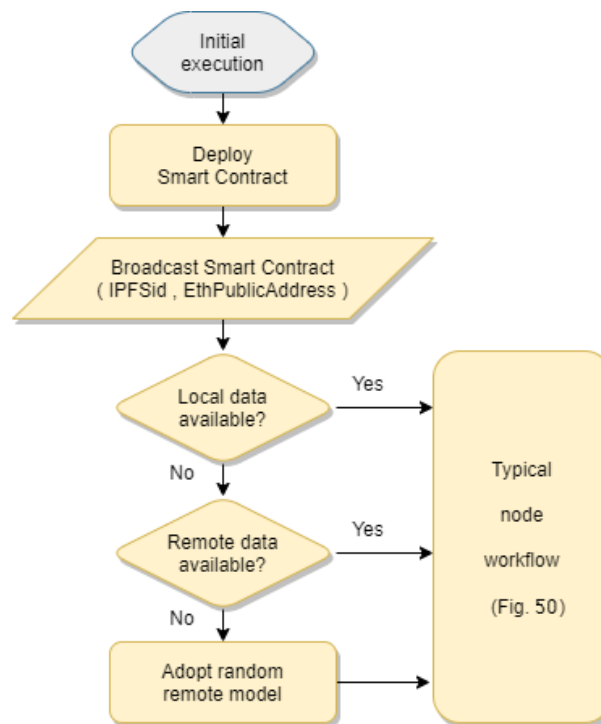 Initial
execution
Deploy
Smart Contract
Broadcast Smart Contract
( IPFSid , EthPublicAddress )
Local data
available?
Yes
No
Remote data
available?
Yes
No
Adopt random
remote model
Typical
node
workflow
(Fig. 50)